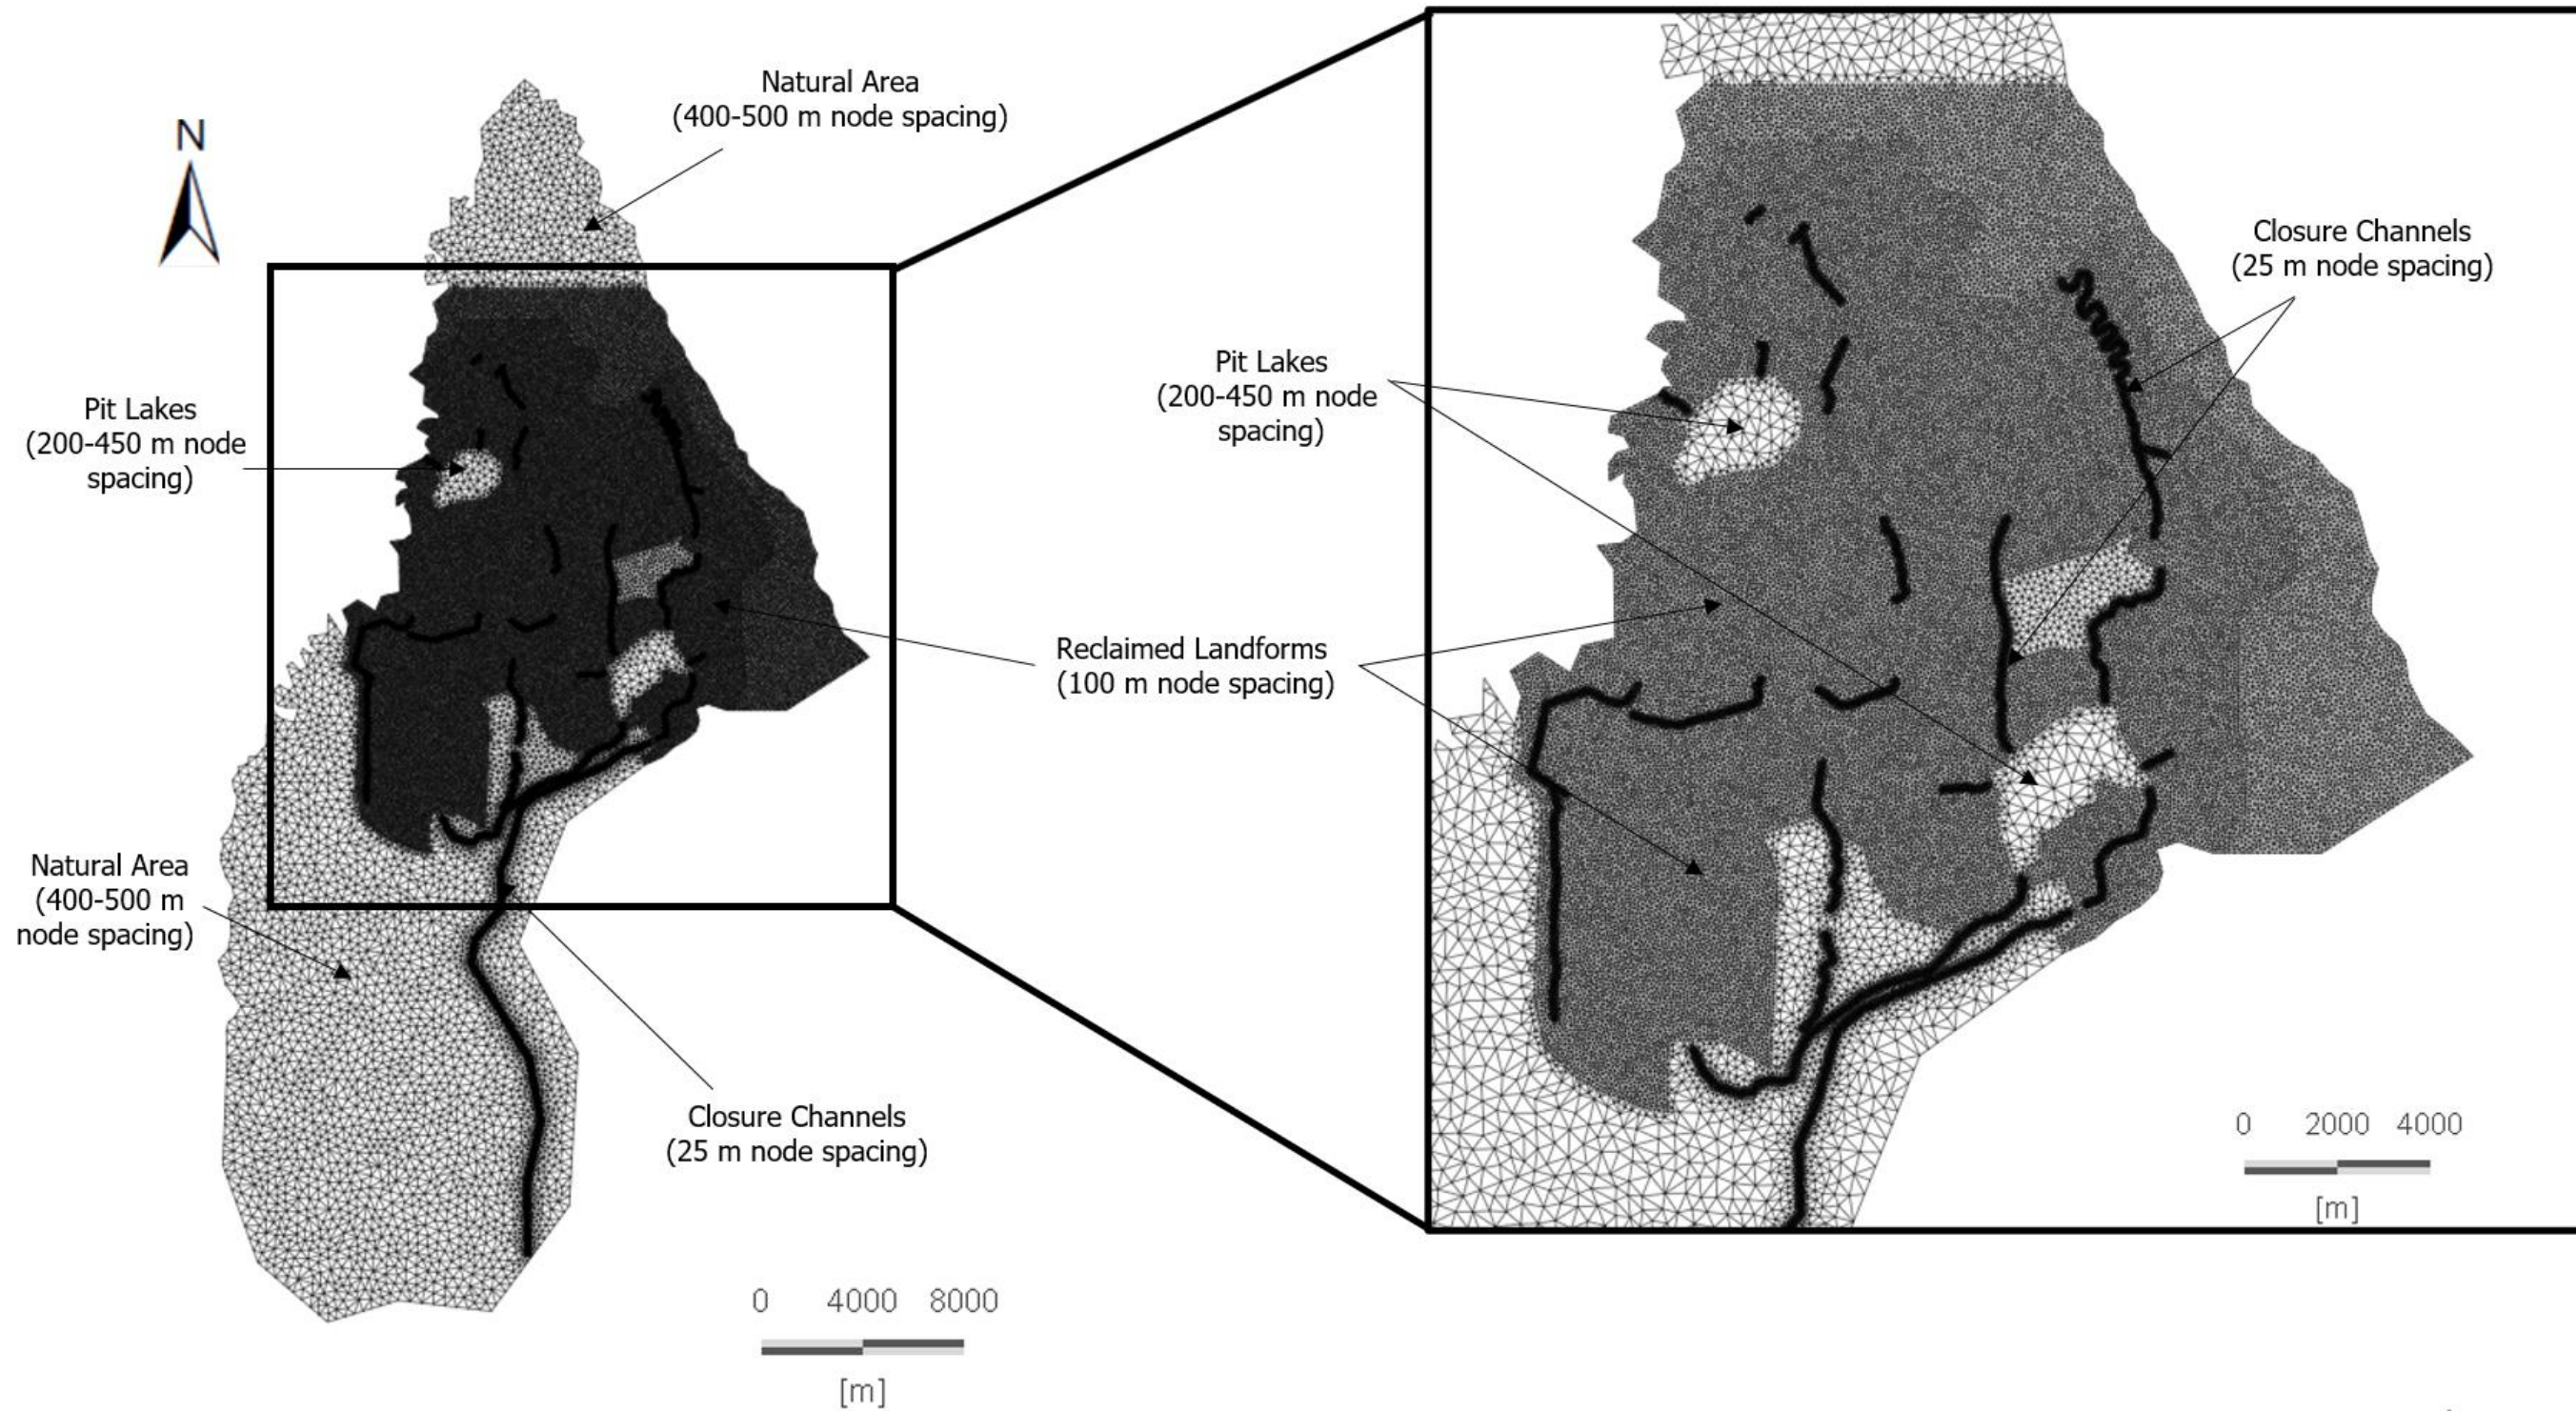 Natural Area
(400-500 m node spacing)
N
Pit Lakes
(200-450 m node
spacing)
Natural Area
(400-500 m
node spacing)
Closure Channels
(25 m node spacing)
0 4000 8000
[m]
Reclaimed Landforms
(100 m node spacing)
Pit Lakes
(200-450 m node
spacing)
Closure Channels
(25 m node spacing)
0 2000 4000
[m]